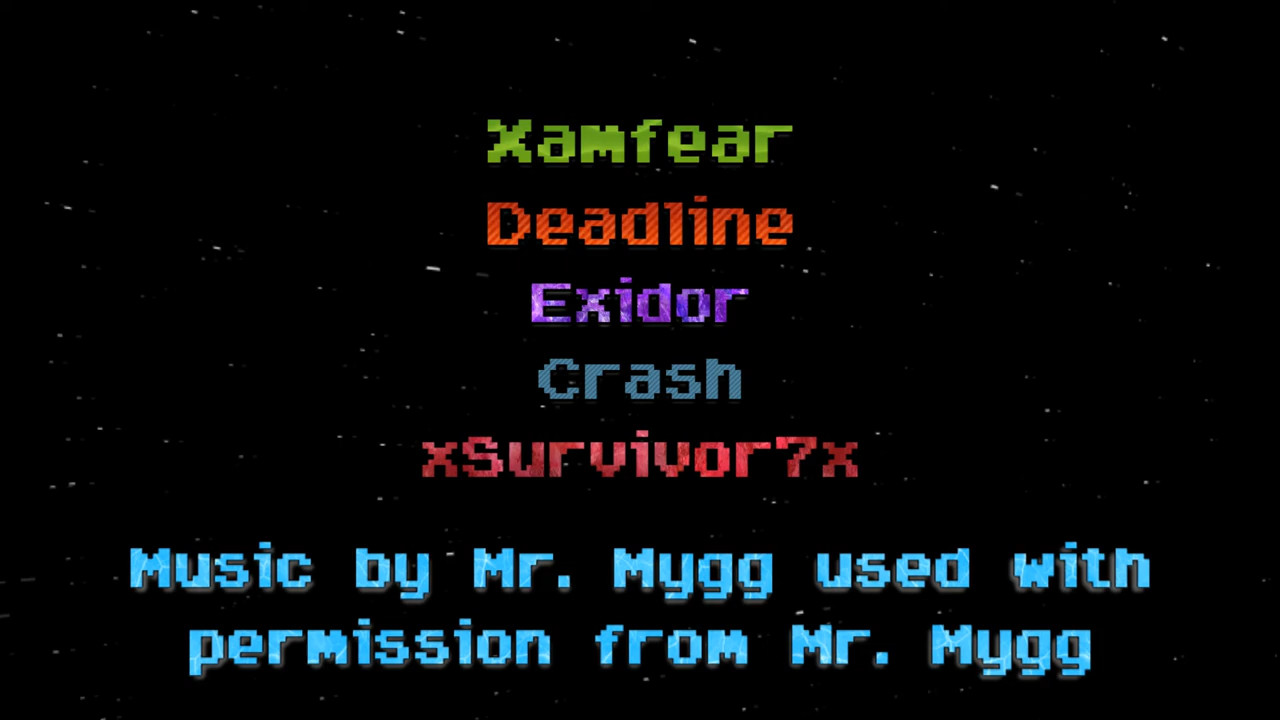 Xamfear
Deadline
Exidor
Crash
xSurvivor7x
Music by Mr. Mygg used with
permission from Mr. Mygg